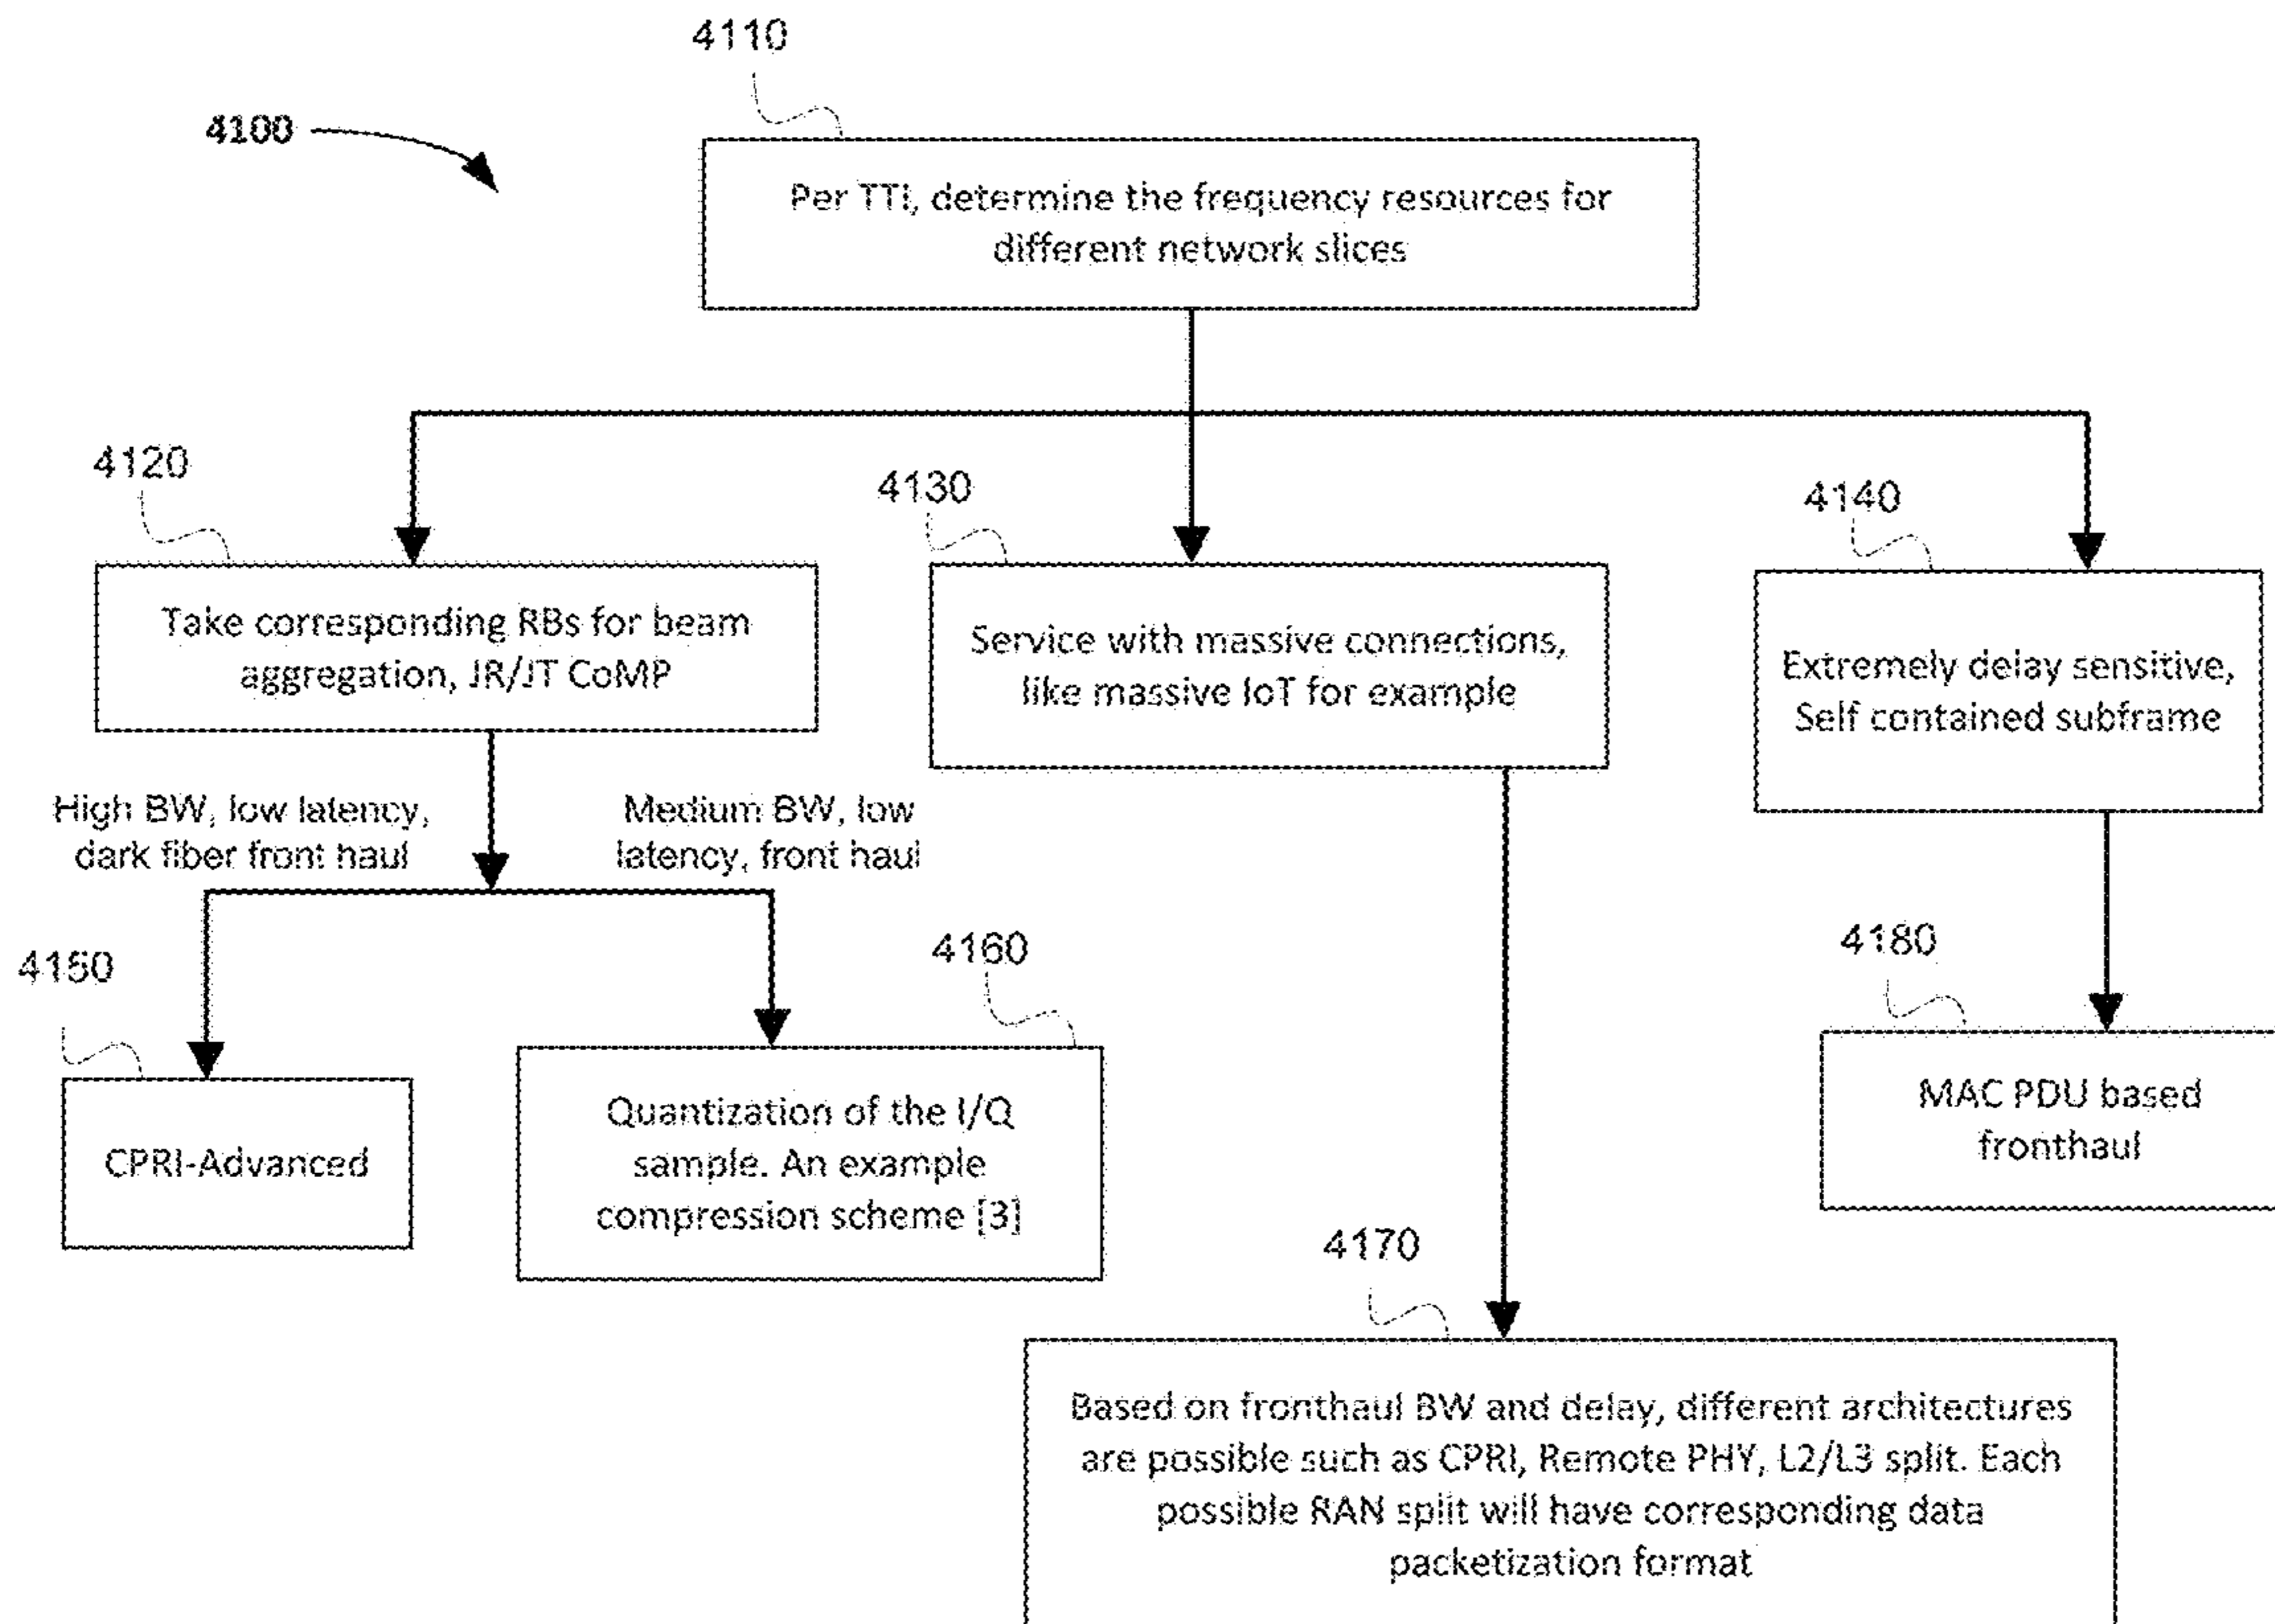 4110
4100
Per TTI, determine the frequency resources for
different network slices
4120
4130
4140
Take corresponding RBs for beam
aggregation, JR/JT CoMP
Service with massive connections,
like massive IoT for example
Extremely delay sensitive,
Self contained subframe
High BW, low latency,
dark fiber front haul
Medium BW, low
latency, front haul
4150
4160
4180
CPRI-Advanced
Quantization of the I/Q
sample. An example
compression scheme [3]
MAC PDU based
fronthaul
4170
Based on fronthaul BW and delay, different architectures
are possible such as CPRI, Remote PHY, L2/L3 split. Each
possible RAN split will have corresponding data
packetization format